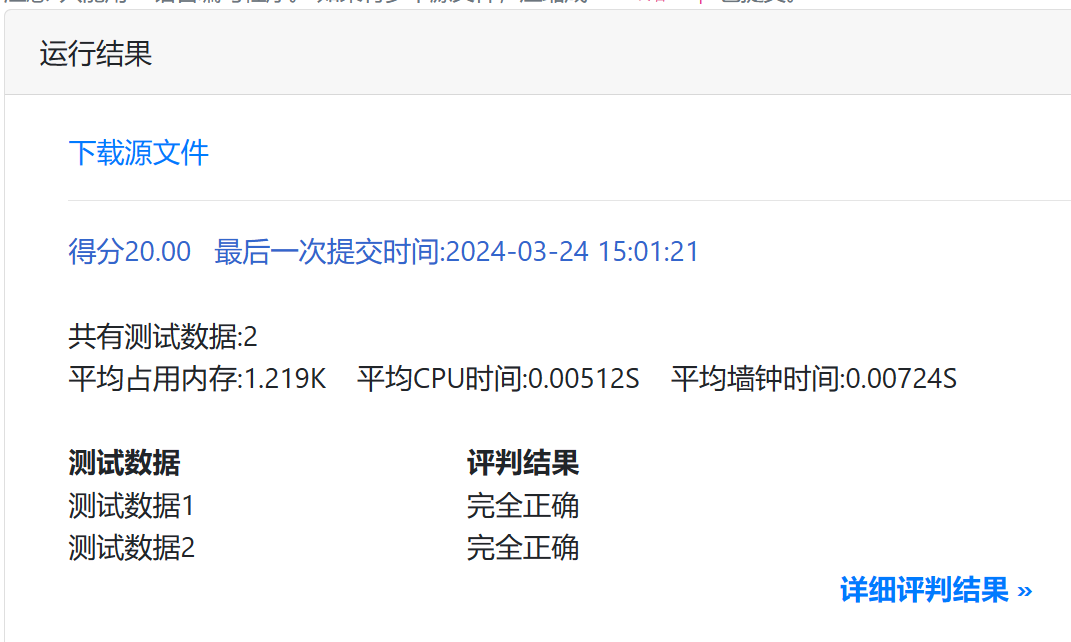 运行结果
下载源文件
得分20.00 最后一次提交时间:2024-03-24 15:01:21
共有测试数据:2
平均占用内存:1.219K 平均CPU时间:0.00512S 平均墙钟时间:0.00724S
测试数据 评判结果
测试数据1 完全正确
测试数据2 完全正确
详细评判结果 »